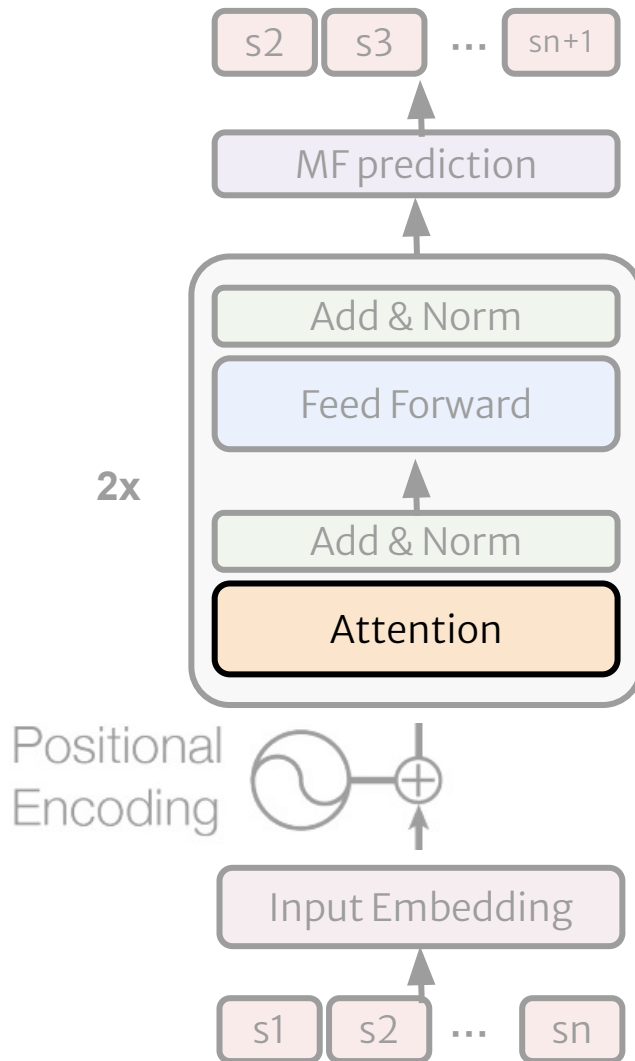 s2 s3 ... sn+1
MF prediction
Add & Norm
Feed Forward
2x
Add & Norm
Attention
Positional
Encoding
Input Embedding
s1 s2 ... sn